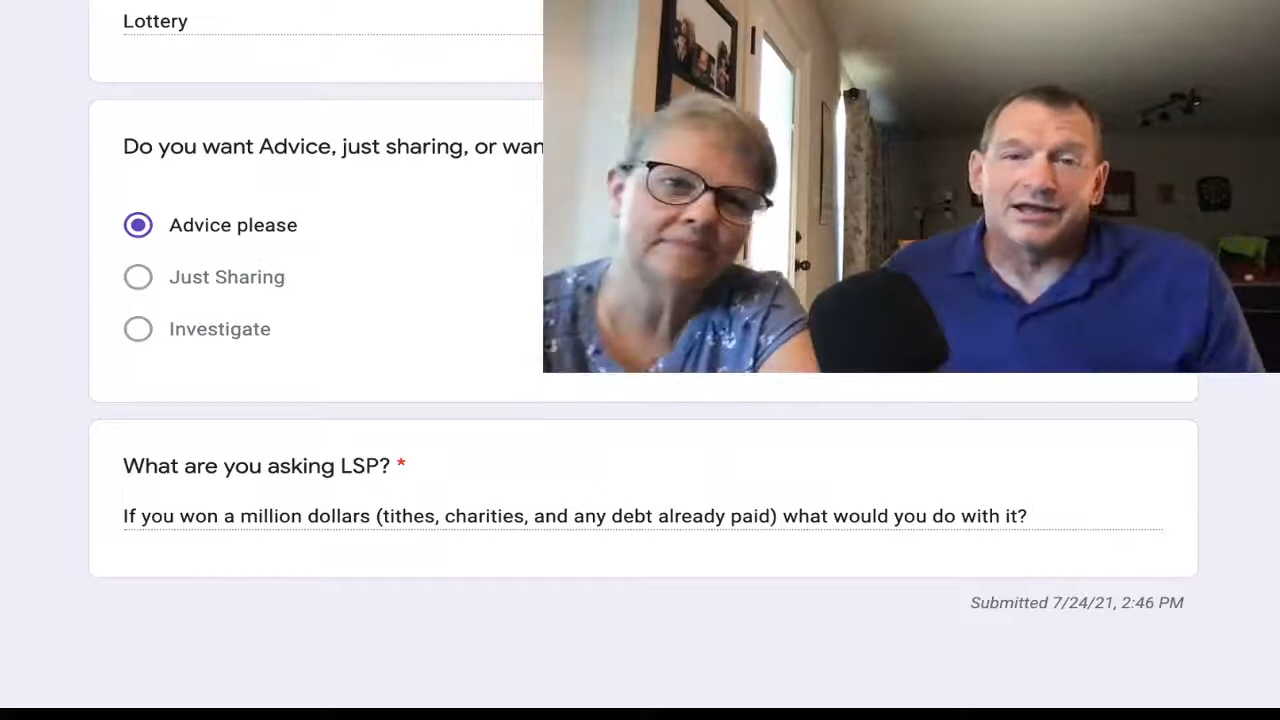 Lottery
Do you want Advice, just sharing, or wan
Advice please
Just Sharing
Investigate
What are you asking LSP? *
If you won a million dollars (tithes, charities, and any debt already paid) what would you do with it?
Submitted 7/24/21, 2:46 PM